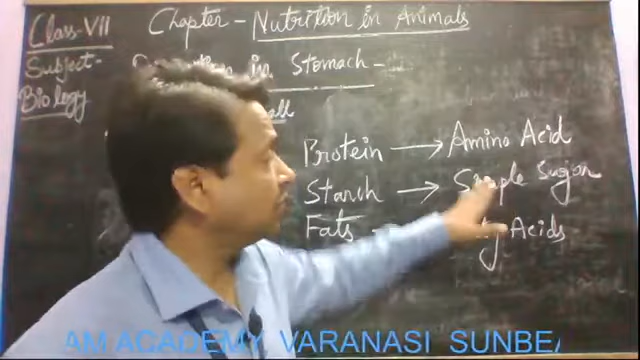 Class-VII
Chapter - Nutrition in Animals
Subject-
Biology
in Stomach -
Protein → Amino Acid
Starch → Simple Sugar
Fats → Acids
AM ACADEMY VARANASI SUNBE